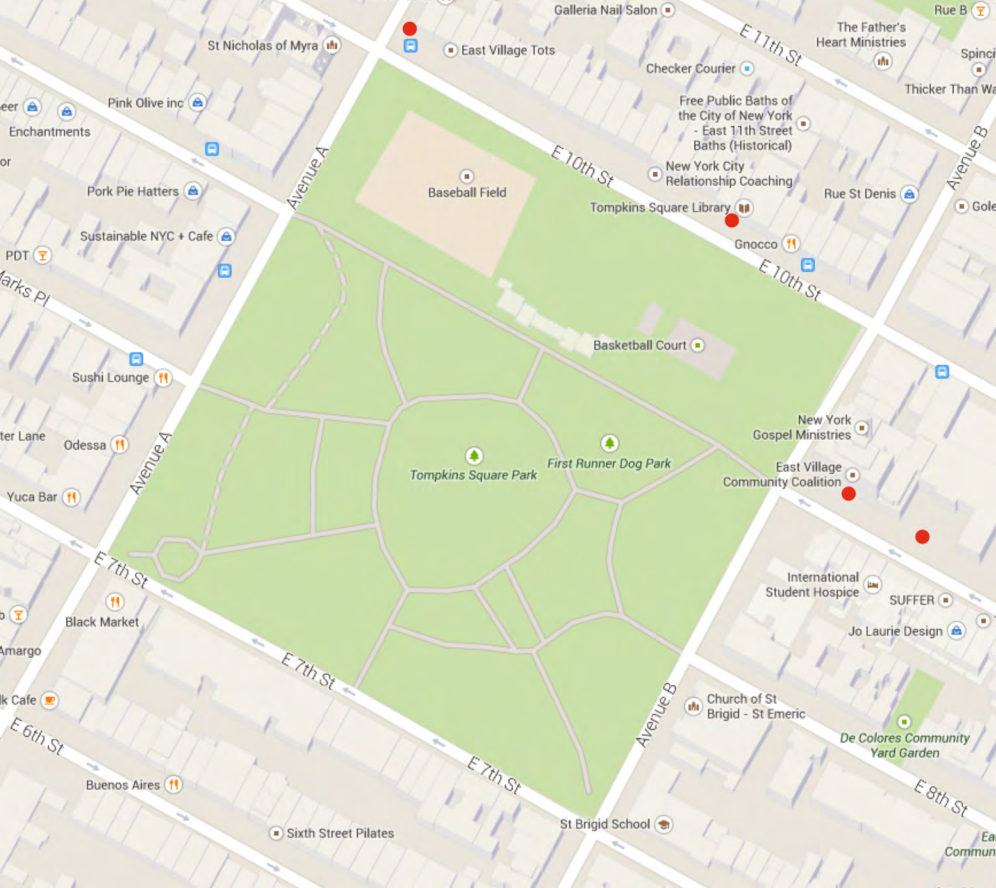 Galleria Nail Salon
Rue B
St Nicholas of Myra
East Village Tots
E 11th St
The Father's
Heart Ministries
Spinci
Checker Courier
Thicker Than Wa
eer
Pink Olive inc
Enchantments
Free Public Baths of
the City of New York
- East 11th Street
Baths (Historical)
Avenue B
or
Avenue A
E 10th St
New York City
Relationship Coaching
Pork Pie Hatters
Baseball Field
Rue St Denis
Tompkins Square Library
Gole
Sustainable NYC + Cafe
Gnocco
PDT
E 10th St
Marks Pl
Basketball Court
Sushi Lounge
ter Lane
Odessa
New York
Gospel Ministries
Avenue A
Tompkins Square Park
First Runner Dog Park
East Village
Community Coalition
Yuca Bar
E 7th St
International
Student Hospice
SUFFER
Black Market
Jo Laurie Design
Amargo
E 7th St
lk Cafe
Avenue B
Church of St
Brigid - St Emeric
De Colores Community
Yard Garden
E 6th St
E 7th St
Buenos Aires
E 8th St
St Brigid School
Sixth Street Pilates
Ea
Commun